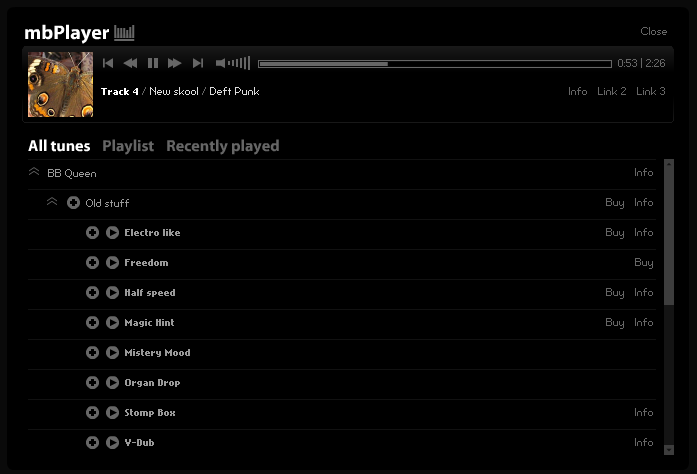 mbPlayer
Close
0:53 | 2:26
Track 4 / New skool / Deft Punk
Info Link 2 Link 3
All tunes Playlist Recently played
BB Queen Info
Old stuff Buy Info
Electro like Buy Info
Freedom Buy
Half speed Buy Info
Magic Hint Buy Info
Mistery Mood
Organ Drop
Stomp Box Info
Y-Dub Info